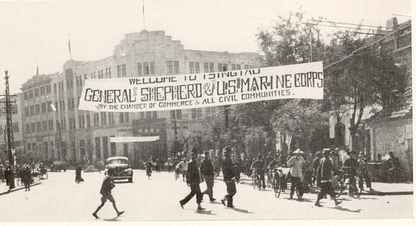 WELCOME TO TSINGTAO
GENERAL SHEPHERD & U.S. MARINE CORPS
BY THE CHAMBER OF COMMERCE & ALL CIVIL COMMUNITIES.